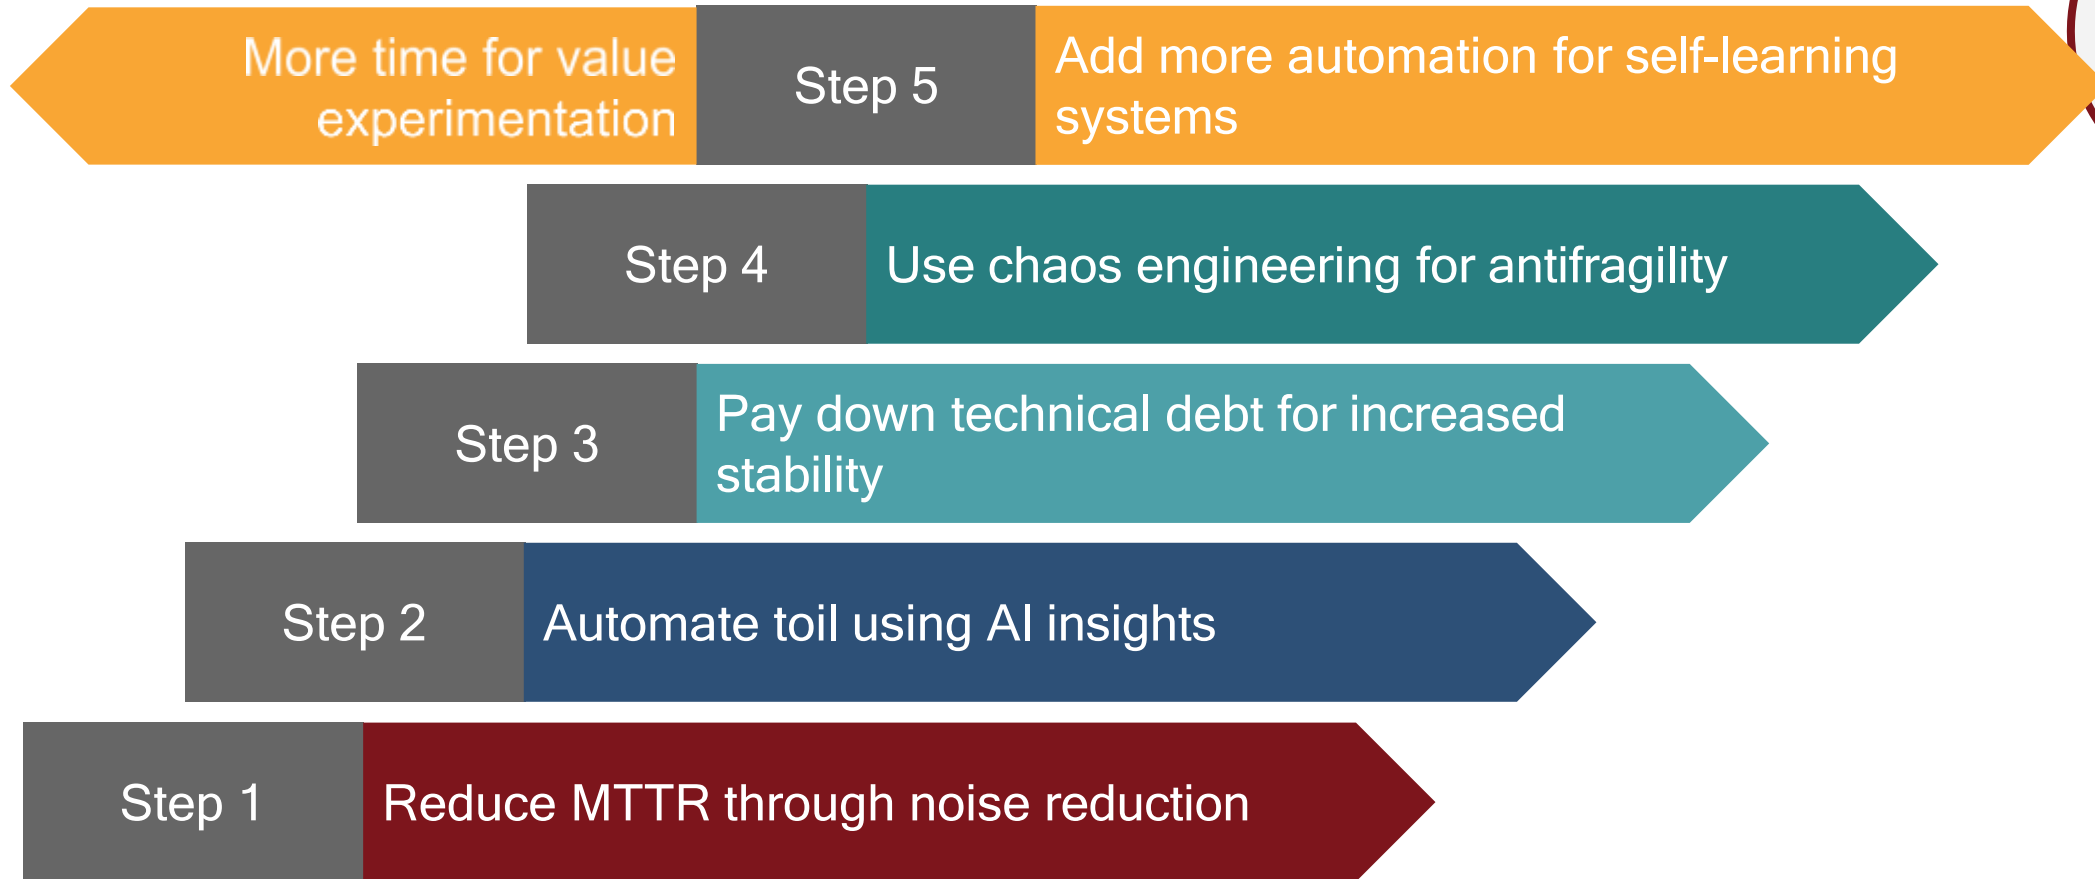 More time for value
experimentation
Step 5
Add more automation for self-learning
systems
Step 4
Use chaos engineering for antifragility
Step 3
Pay down technical debt for increased
stability
Step 2
Automate toil using AI insights
Step 1
Reduce MTTR through noise reduction